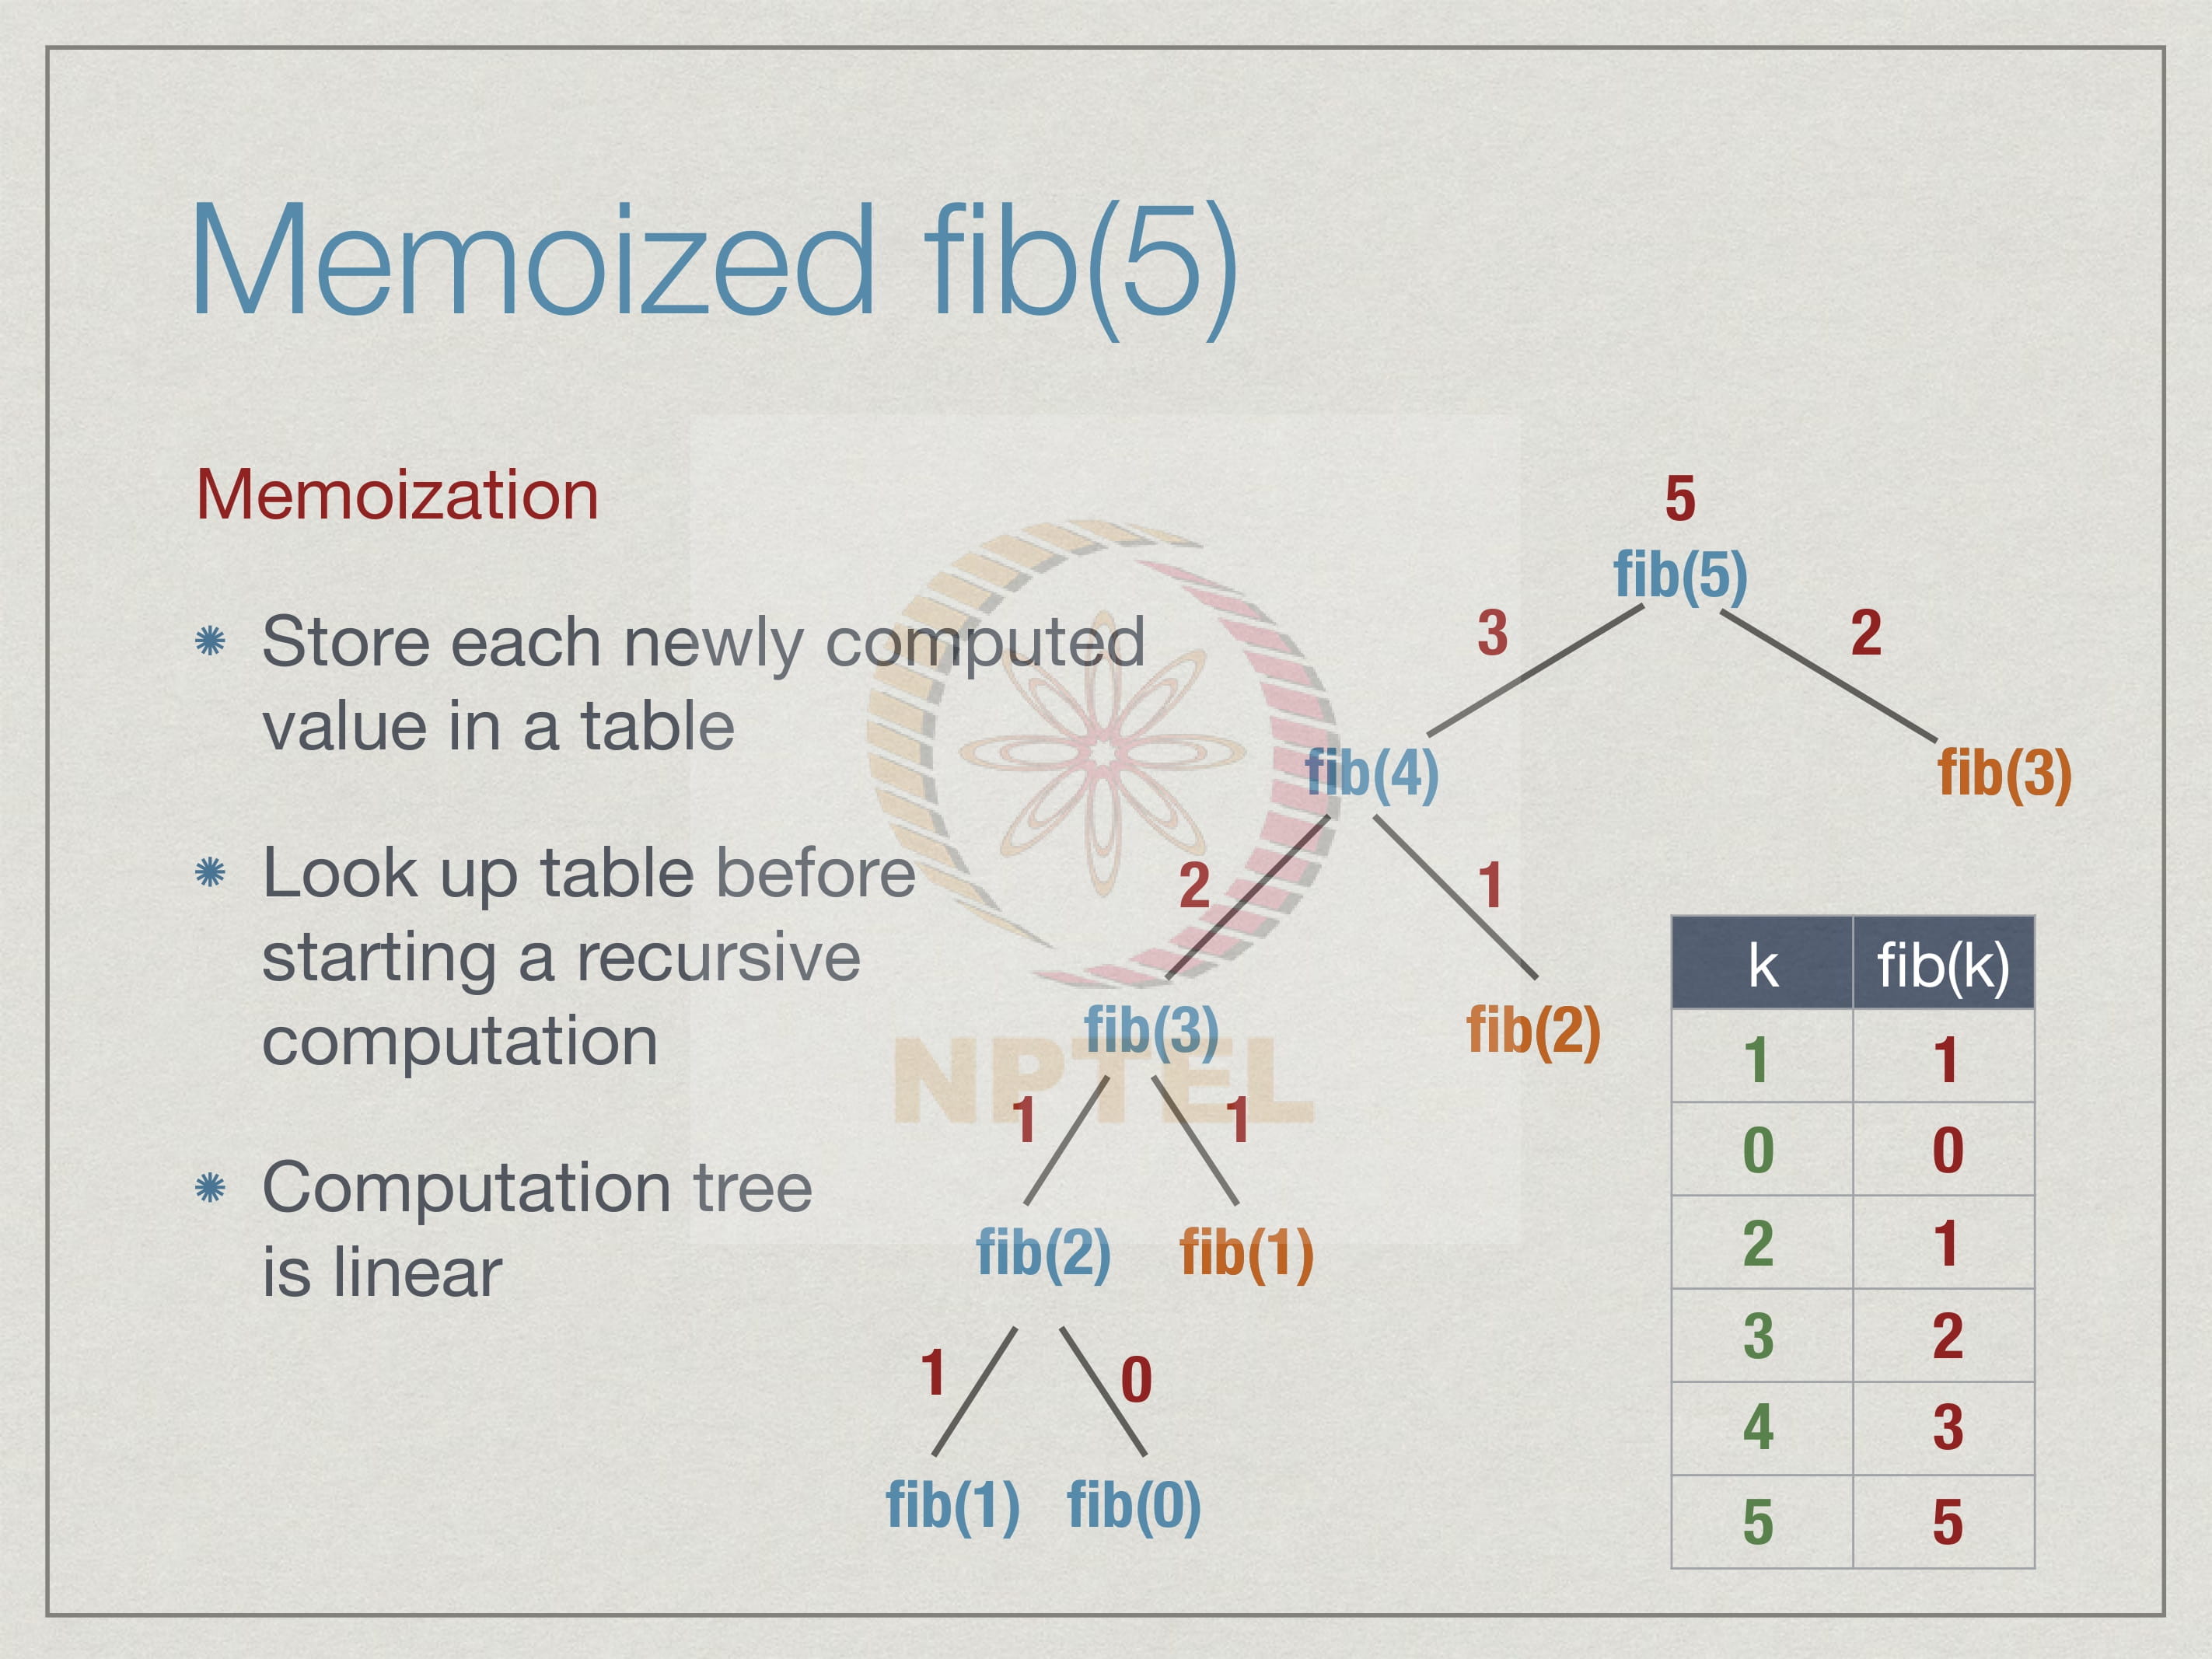 Memoized fib(5)
Memoization
Store each newly computed
value in a table
Look up table before
starting a recursive
computation
Computation tree
is linear
5
fib(5)
3 2
fib(4) fib(3)
2 1
fib(3) fib(2)
1 1
fib(2) fib(1)
1 0
fib(1) fib(0)
k fib(k)
1 1
0 0
2 1
3 2
4 3
5 5
NPTEL